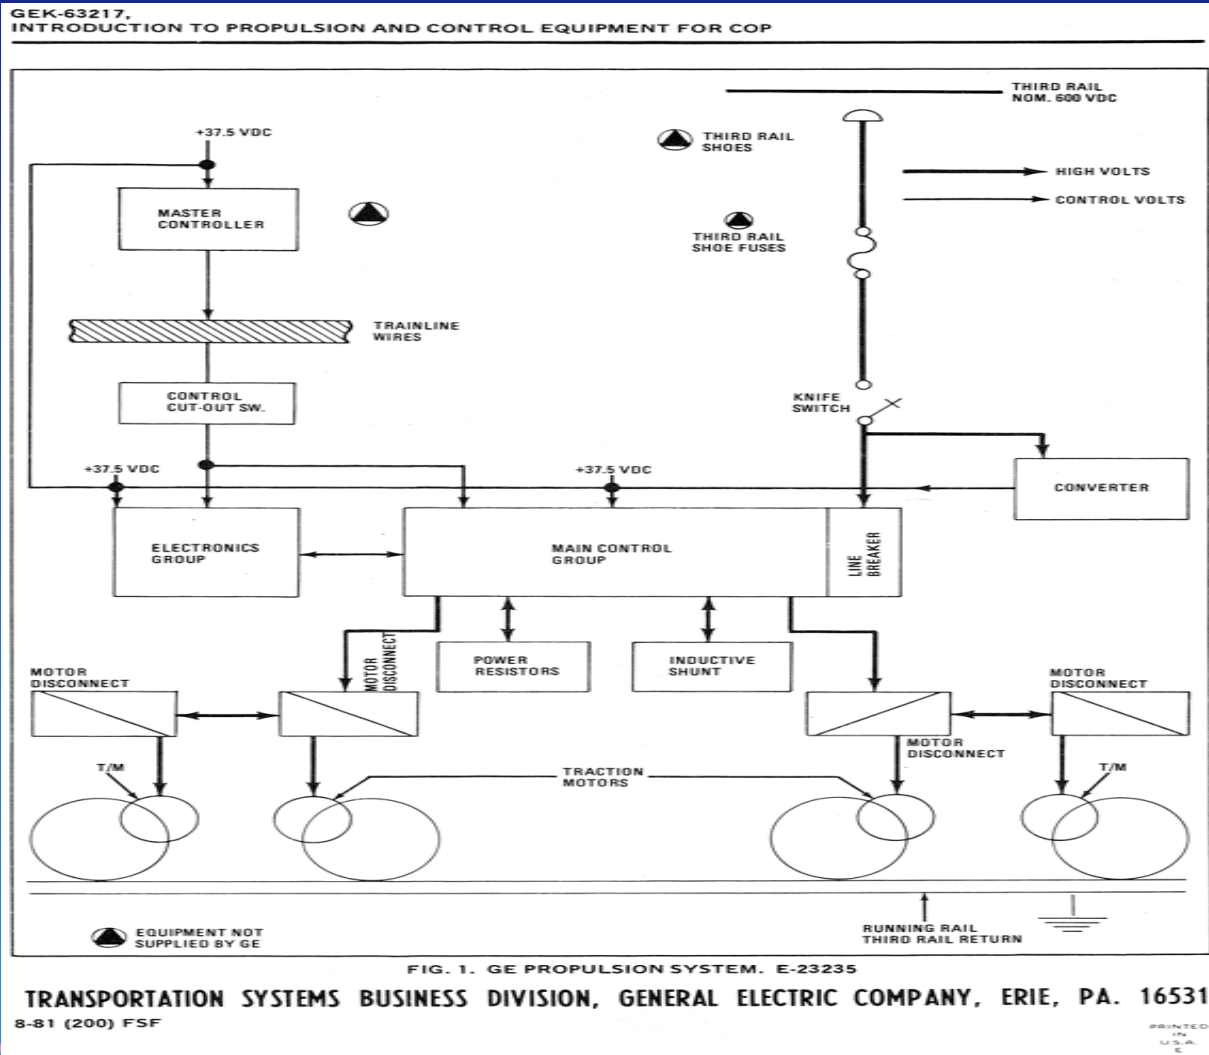 GEK-63217,
INTRODUCTION TO PROPULSION AND CONTROL EQUIPMENT FOR COP
THIRD RAIL
NOM. 600 VDC
+37.5 VDC
THIRD RAIL
SHOES
HIGH VOLTS
CONTROL VOLTS
MASTER
CONTROLLER
THIRD RAIL
SHOE FUSES
TRAINLINE
WIRES
CONTROL
CUT-OUT SW.
KNIFE
SWITCH
+37.5 VDC
+37.5 VDC
CONVERTER
ELECTRONICS
GROUP
MAIN CONTROL
GROUP
LINE
BREAKER
MOTOR
DISCONNECT
MOTOR
DISCONNECT
POWER
RESISTORS
INDUCTIVE
SHUNT
MOTOR
DISCONNECT
MOTOR
DISCONNECT
T/M
TRACTION
MOTORS
T/M
RUNNING RAIL
THIRD RAIL RETURN
EQUIPMENT NOT
SUPPLIED BY GE
FIG. 1. GE PROPULSION SYSTEM. E-23235
TRANSPORTATION SYSTEMS BUSINESS DIVISION, GENERAL ELECTRIC COMPANY, ERIE, PA. 16531
8-81 (200) FSF
PRINTED
IN
U.S.A.
E